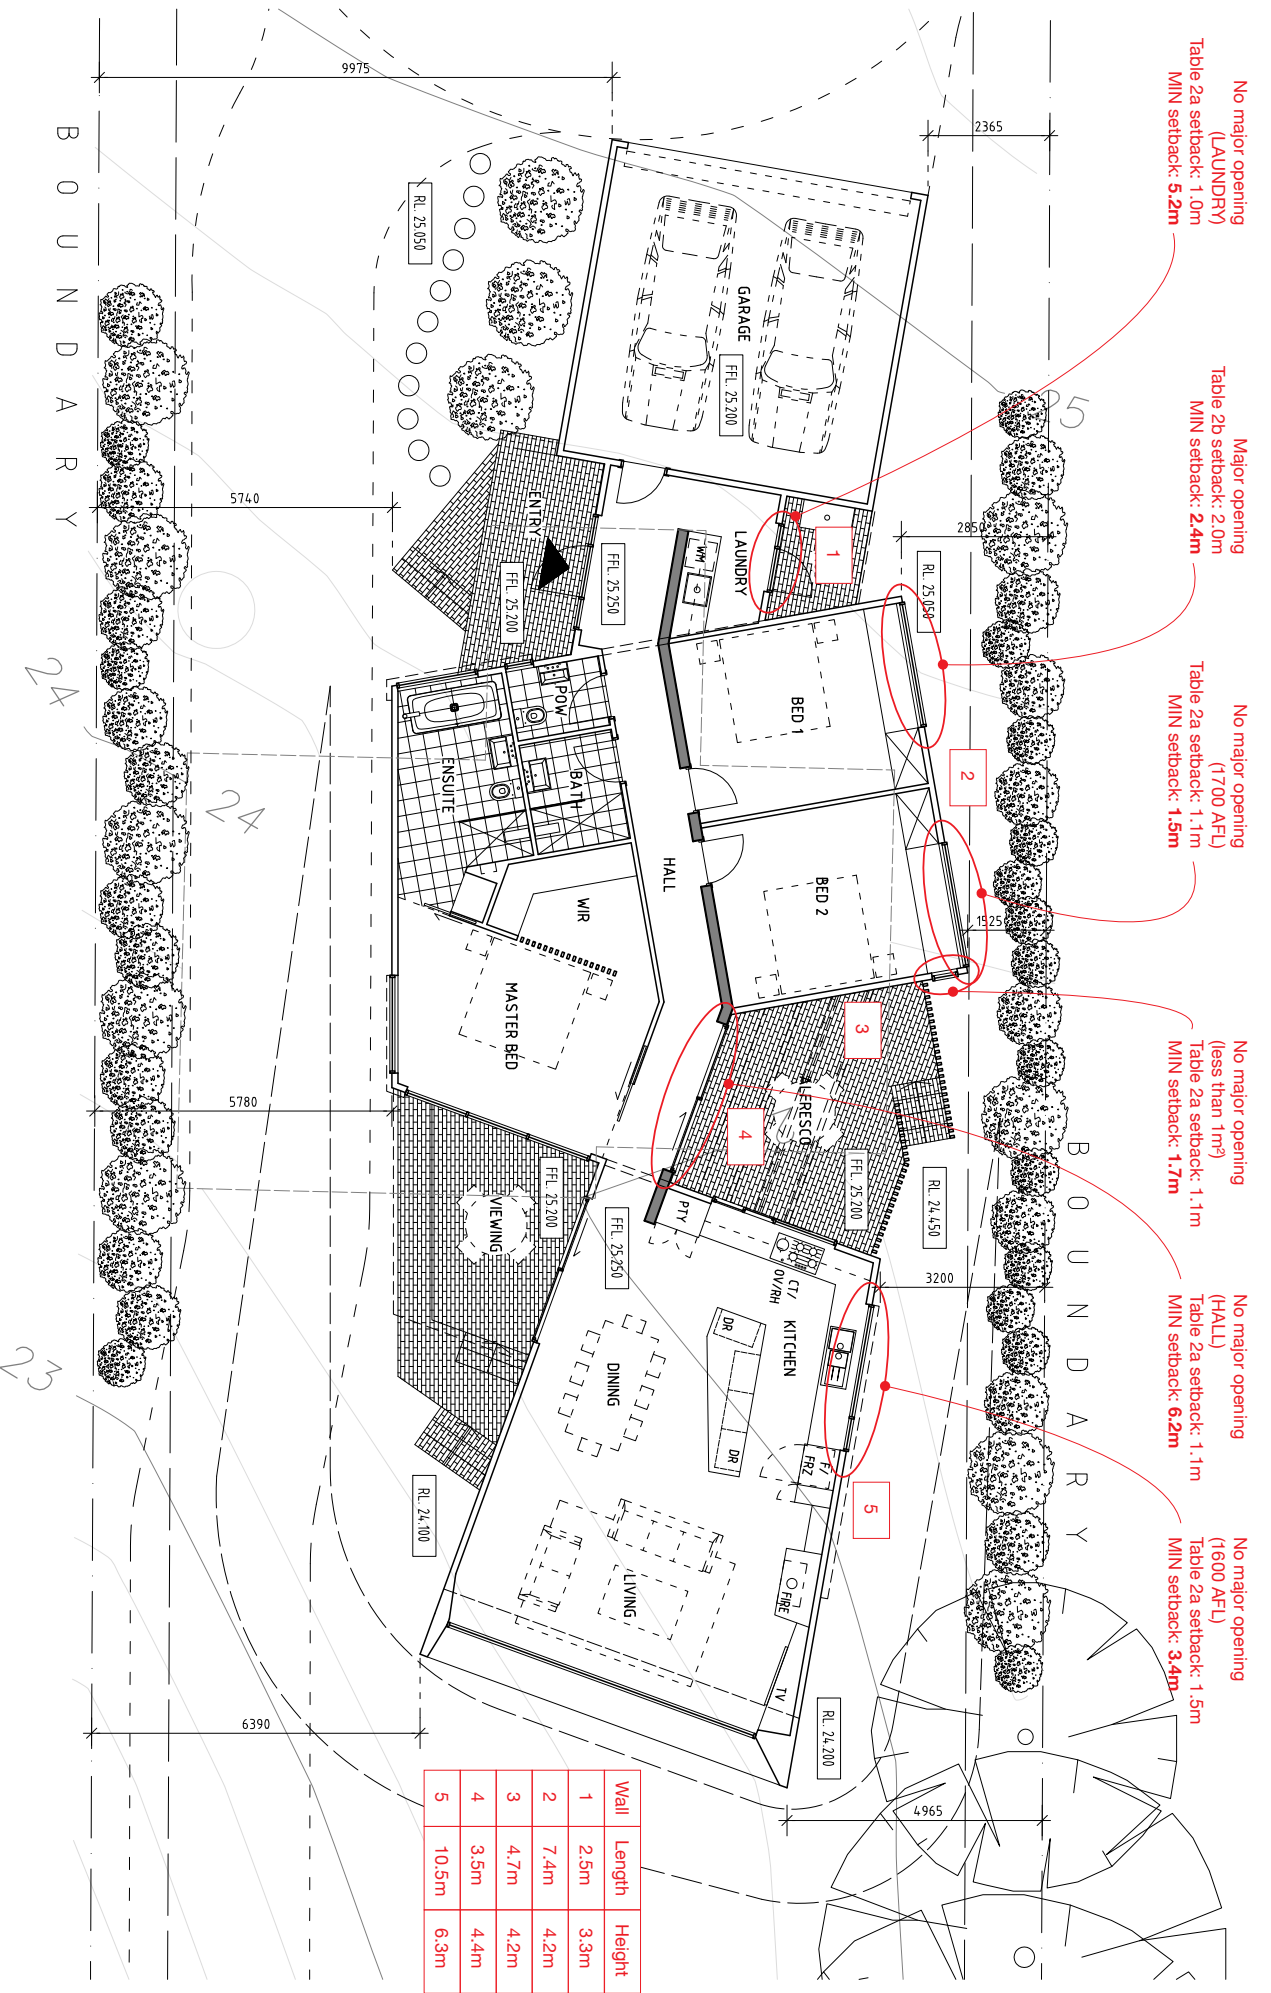 No major opening
(LAUNDRY)
Table 2a setback: 1.0m
MIN setback: 5.2m
Major opening
Table 2b setback: 2.0m
MIN setback: 2.4m
No major opening
(1700 AFL)
Table 2a setback: 1.1m
MIN setback: 1.5m
No major opening
(less than 1m²)
Table 2a setback: 1.1m
MIN setback: 1.7m
No major opening
(HALL)
Table 2a setback: 1.1m
MIN setback: 6.2m
No major opening
(1600 AFL)
Table 2a setback: 1.5m
MIN setback: 3.4m
BOUNDARY
25
2365
2850
1525
3200
4965
RL. 25.050
RL. 24.450
RL. 24.200
1
2
3
4
5
GARAGE
FFL. 25.200
LAUNDRY
WM
BED 1
BED 2
ALFRESCO
FFL. 25.200
PTY
CT/
OV/RH
KITCHEN
DR
DR
F/
FRZ
FIRE
TV
FFL. 25.250
HALL
FFL. 25.250
DINING
LIVING
ENTRY
FFL. 25.200
POW
BATH
ENSUITE
WIR
MASTER BED
FFL. 25.200
VIEWING
RL. 25.050
RL. 24.100
9975
5740
5780
6390
24
24
23
BOUNDARY
Wall Length Height
1 2.5m 3.3m
2 7.4m 4.2m
3 4.7m 4.2m
4 3.5m 4.4m
5 10.5m 6.3m